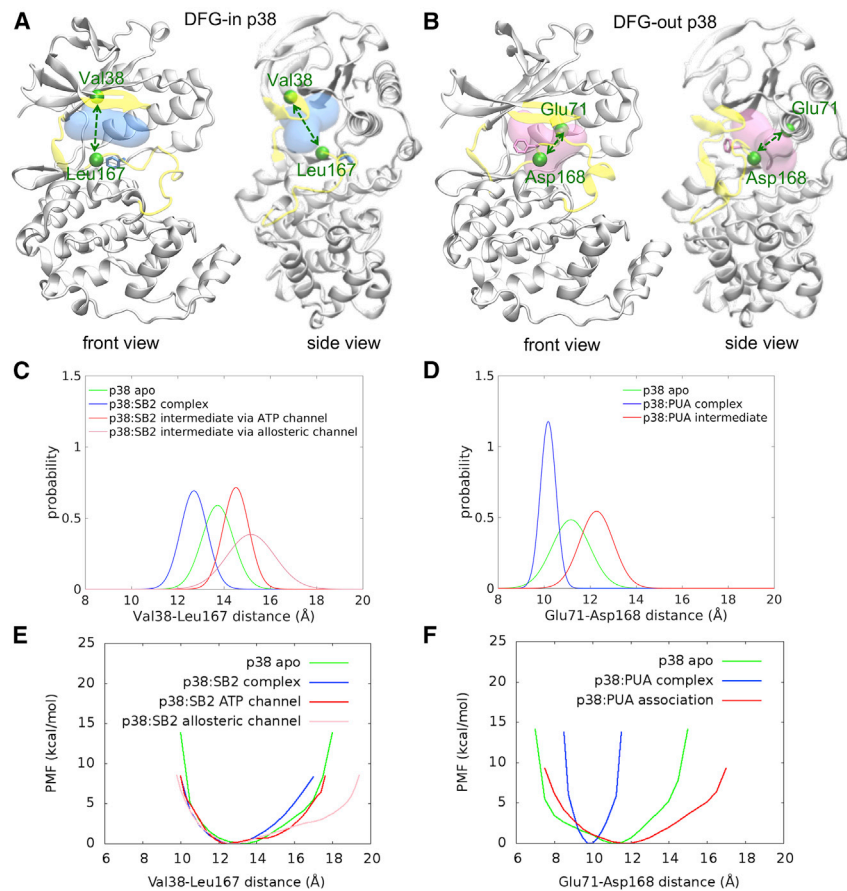 A
DFG-in p38
B
DFG-out p38
Val38
Leu167
Val38
Leu167
Glu71
Asp168
Glu71
Asp168
front view
side view
front view
side view
C
1.5
1
0.5
0
probability
p38 apo
p38:SB2 complex
p38:SB2 intermediate via ATP channel
p38:SB2 intermediate via allosteric channel
8 10 12 14 16 18 20
Val38-Leu167 distance (Å)
D
1.5
1
0.5
0
probability
p38 apo
p38:PUA complex
p38:PUA intermediate
8 10 12 14 16 18 20
Glu71-Asp168 distance (Å)
E
25
20
15
10
5
0
PMF (kcal/mol)
p38 apo
p38:SB2 complex
p38:SB2 ATP channel
p38:SB2 allosteric channel
8 10 12 14 16 18 20
Val38-Leu167 distance (Å)
F
25
20
15
10
5
0
PMF (kcal/mol)
p38 apo
p38:PUA complex
p38:PUA association
6 8 10 12 14 16 18 20
Glu71-Asp168 distance (Å)